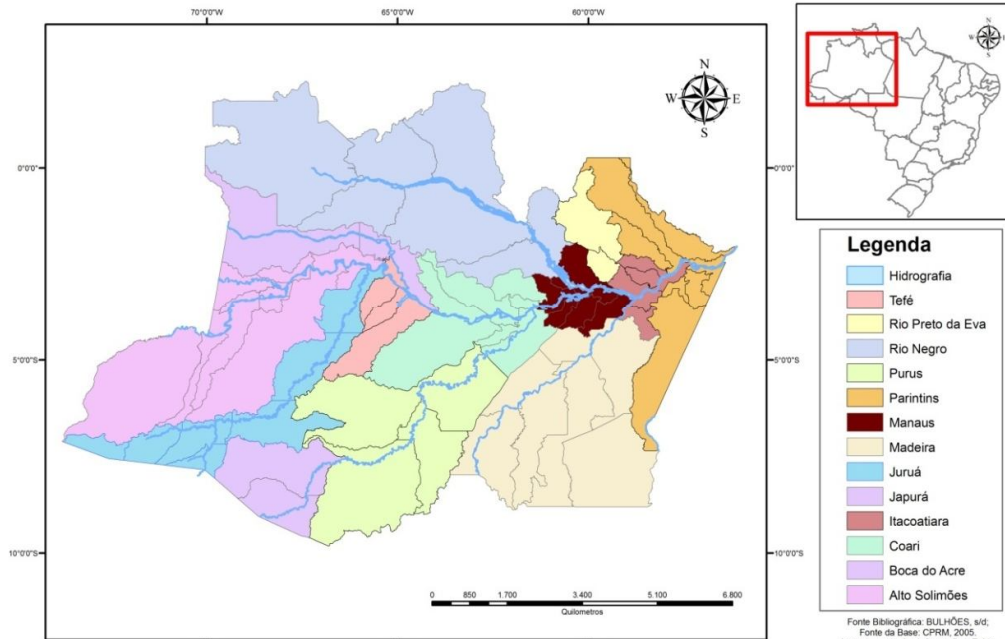 70°0'0"W 65°0'0"W 60°0'0"W
N
W E
S
N
W E
S
0°0'0" 0°0'0"
5°0'0"S 5°0'0"S
10°0'0"S 10°0'0"S
0 850 1.700 3.400 5.100 6.800
Quilometros
Legenda
Hidrografia
Tefé
Rio Preto da Eva
Rio Negro
Purus
Parintins
Manaus
Madeira
Juruá
Japurá
Itacoatiara
Coari
Boca do Acre
Alto Solimões
Fonte Bibliográfica: BULHÕES, s/d;
Fonte da Base: CPRM, 2005.